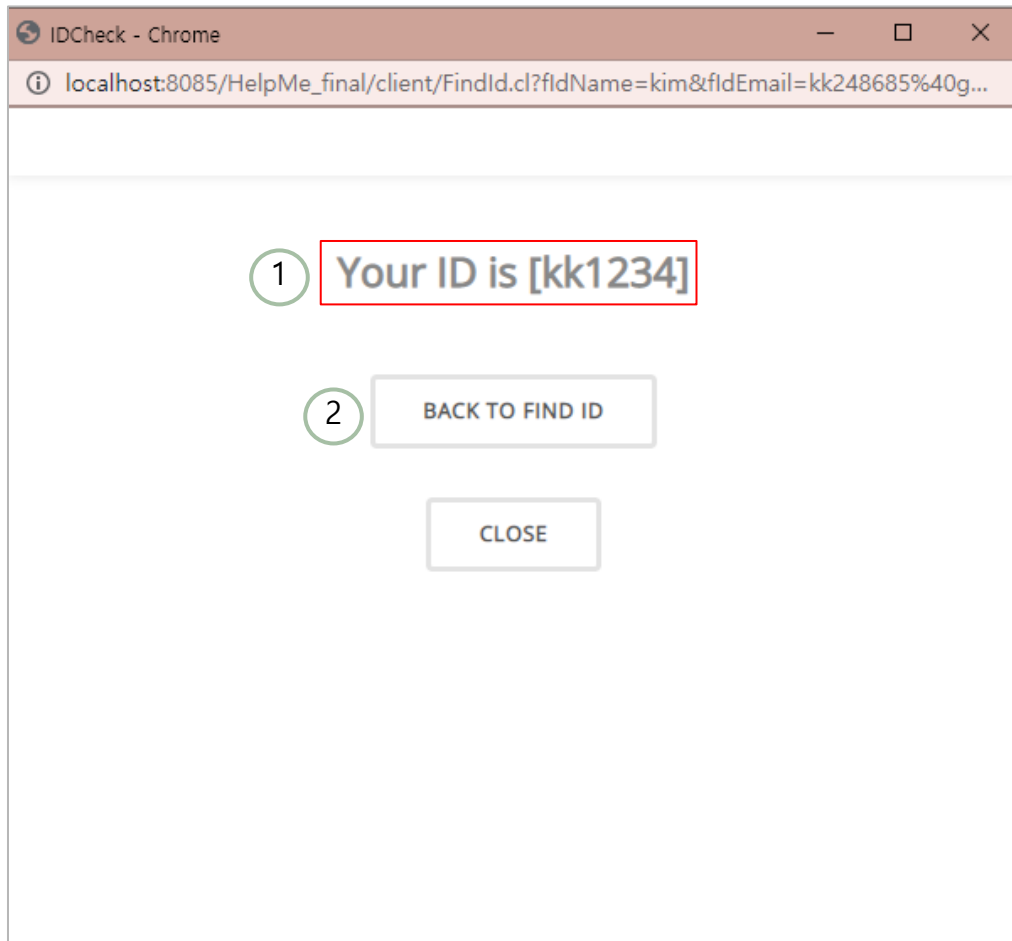 IDCheck - Chrome
localhost:8085/HelpMe_final/client/FindId.cl?fIdName=kim&fIdEmail=kk248685%40g...
1 Your ID is [kk1234]
2 BACK TO FIND ID
CLOSE